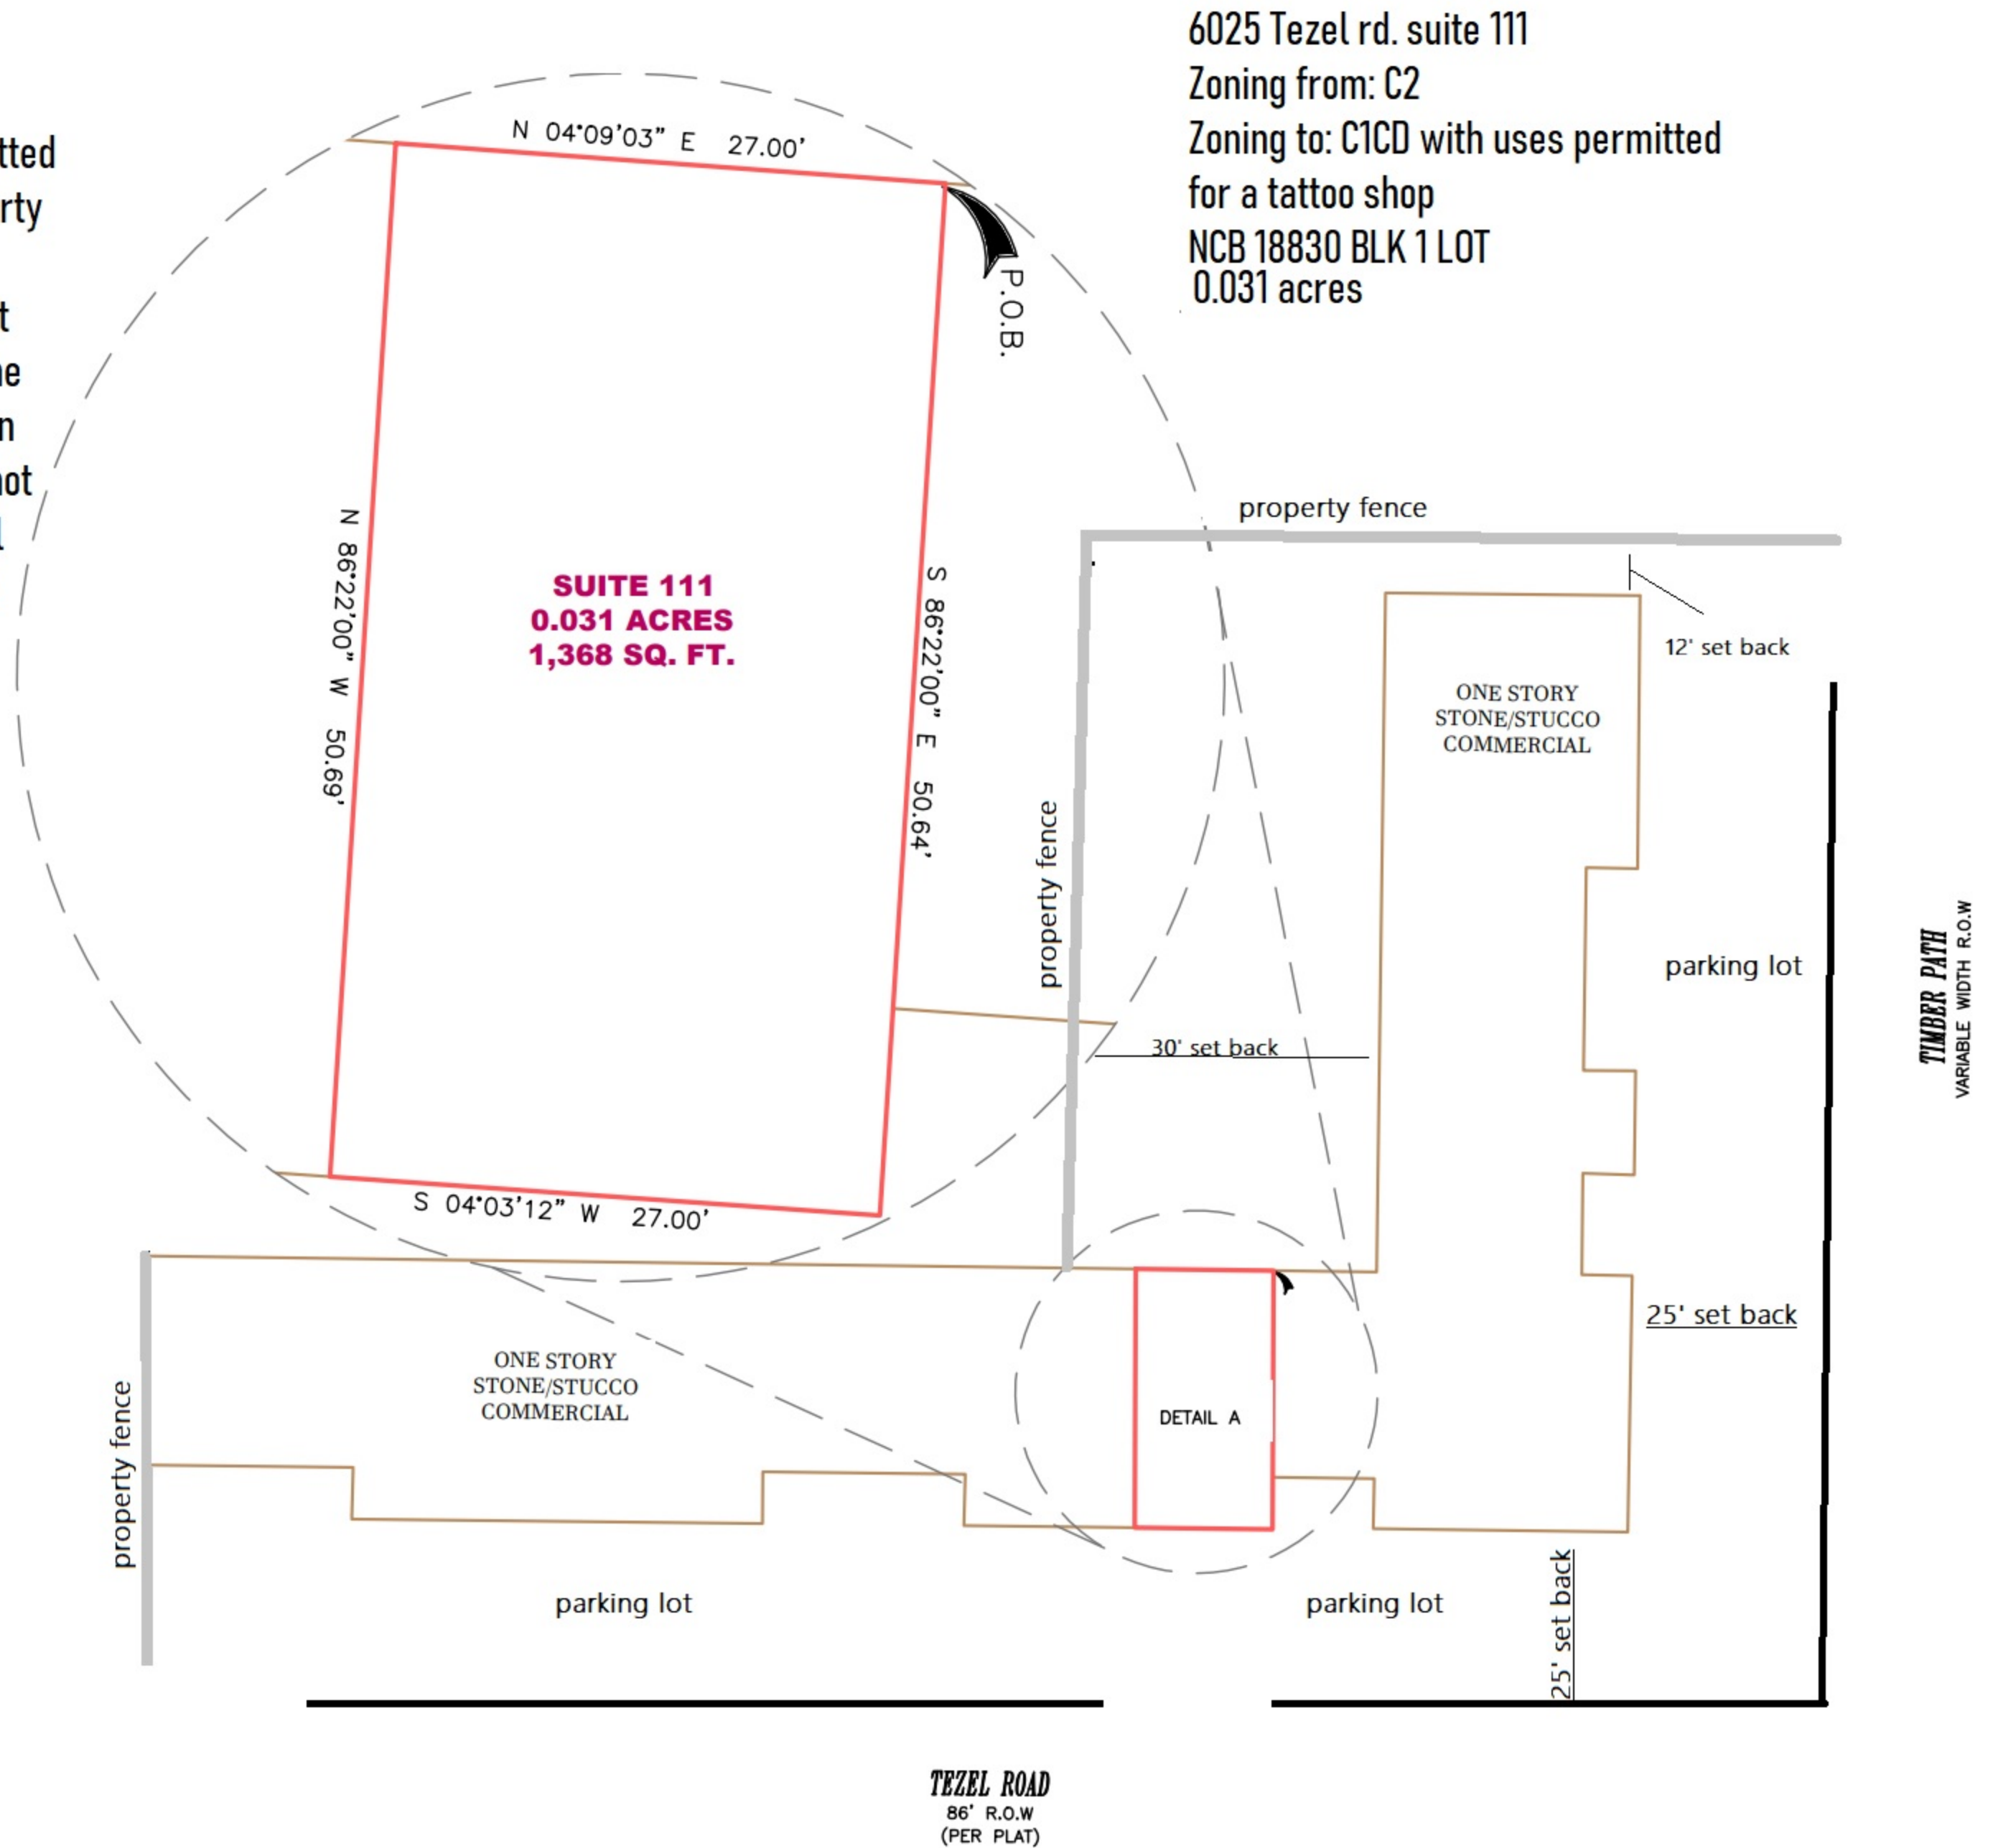 6025 Tezel rd. suite 111
Zoning from: C2
Zoning to: C1CD with uses permitted
for a tattoo shop
NCB 18830 BLK 1 LOT
0.031 acres
rty
N 04°09'03" E 27.00'
P.O.B.
N 86°22'00" W 50.69'
SUITE 111
0.031 ACRES
1,368 SQ. FT.
S 86°22'00" E 50.64'
S 04°03'12" W 27.00'
property fence
12' set back
ONE STORY
STONE/STUCCO
COMMERCIAL
property fence
parking lot
TIMBER PATH
VARIABLE WIDTH R.O.W
30' set back
25' set back
ONE STORY
STONE/STUCCO
COMMERCIAL
DETAIL A
property fence
parking lot
parking lot
25' set back
TEZEL ROAD
86' R.O.W
(PER PLAT)